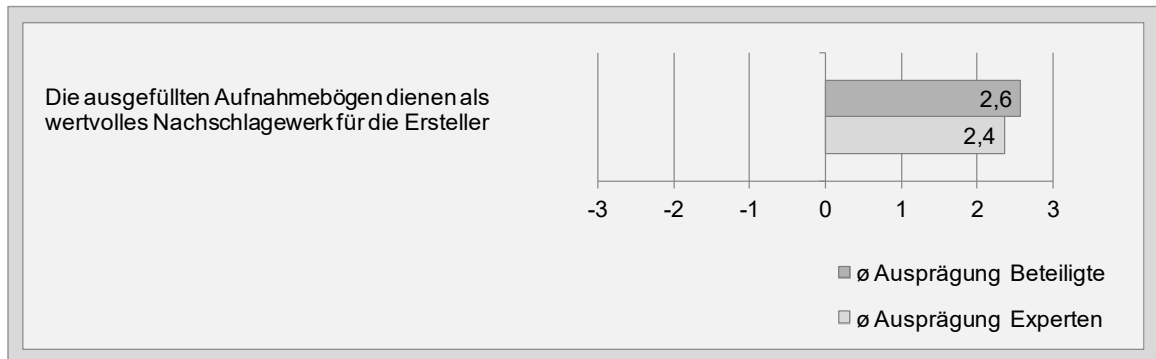 Die ausgefüllten Aufnahmebögen dienen als
wertvolles Nachschlagewerk für die Ersteller
2,6
2,4
-3 -2 -1 0 1 2 3
ø Ausprägung Beteiligte
ø Ausprägung Experten